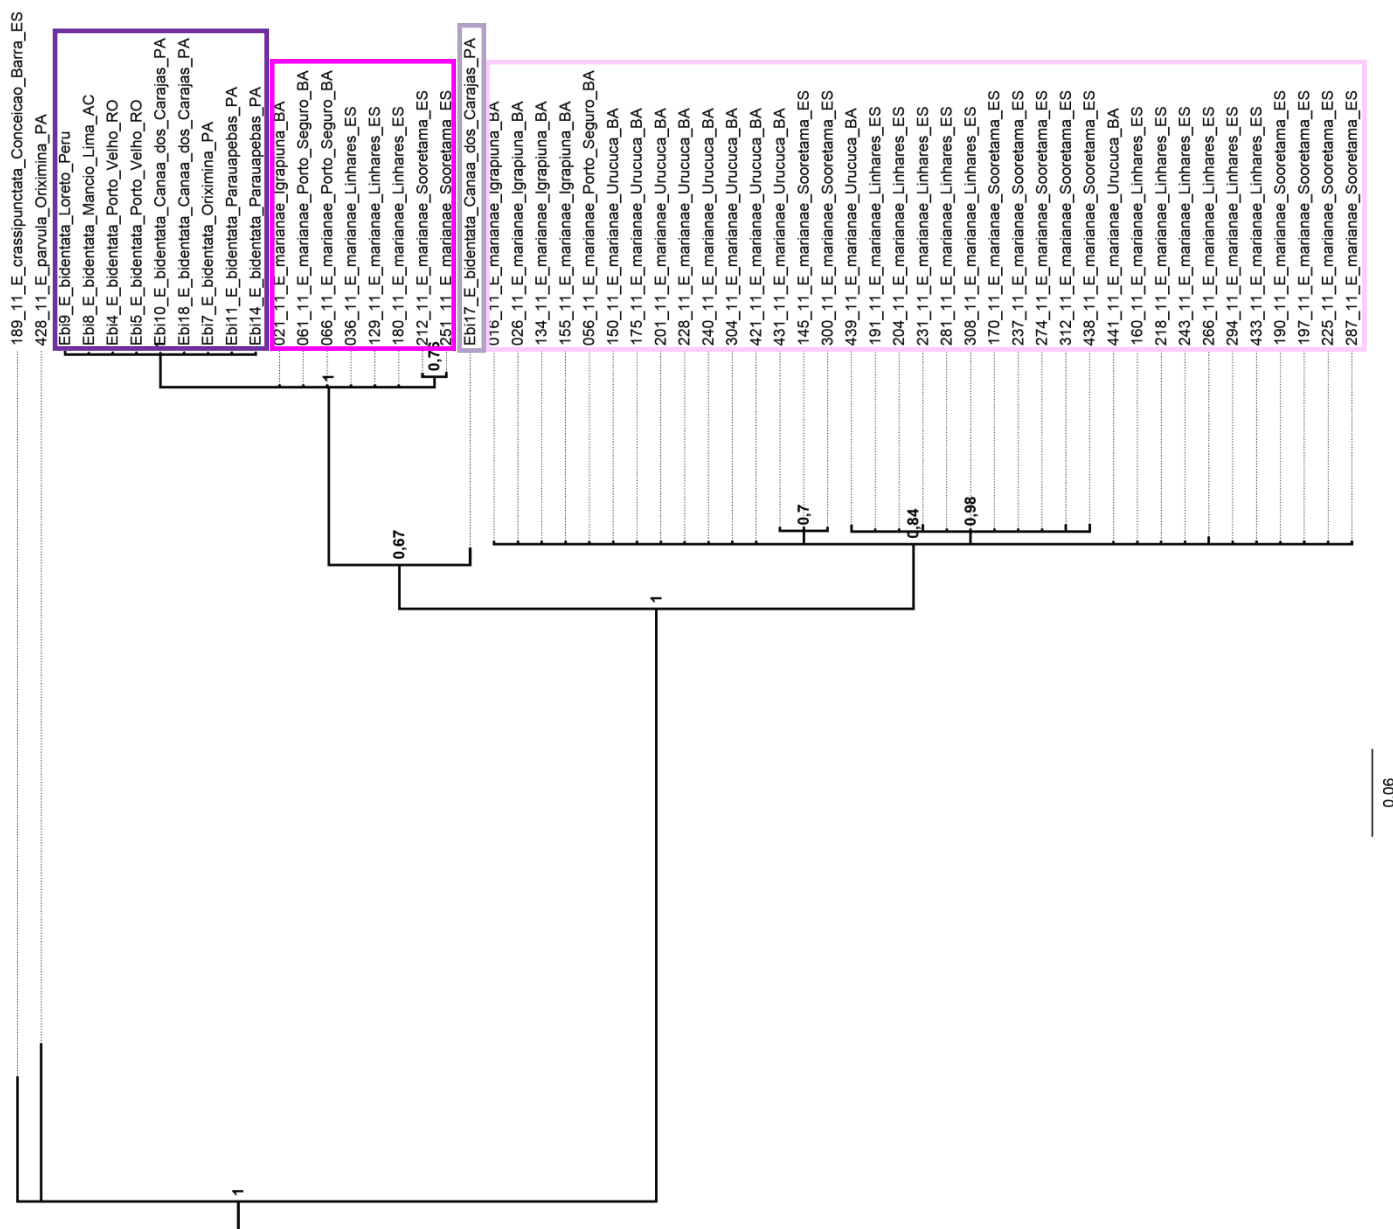 189_11_E_crassipunctata_Conceicao_Barra_ES
428_11_E_parvula_Oriximina_PA
Ebi9_E_bidentata_Loreto_Peru
Ebi8_E_bidentata_Mancio_Lima_AC
Ebi4_E_bidentata_Porto_Velho_RO
Ebi5_E_bidentata_Porto_Velho_RO
Ebi10_E_bidentata_Canaa_dos_Carajas_PA
Ebi18_E_bidentata_Canaa_dos_Carajas_PA
Ebi7_E_bidentata_Oriximina_PA
Ebi11_E_bidentata_Parauapebas_PA
Ebi14_E_bidentata_Parauapebas_PA
021_11_E_marianae_Igrapiuna_BA
061_11_E_marianae_Porto_Seguro_BA
066_11_E_marianae_Porto_Seguro_BA
036_11_E_marianae_Linhares_ES
129_11_E_marianae_Linhares_ES
180_11_E_marianae_Linhares_ES
212_11_E_marianae_Sooretama_ES
251_11_E_marianae_Sooretama_ES
Ebi17_E_bidentata_Canaa_dos_Carajas_PA
016_11_E_marianae_Igrapiuna_BA
026_11_E_marianae_Igrapiuna_BA
134_11_E_marianae_Igrapiuna_BA
155_11_E_marianae_Igrapiuna_BA
056_11_E_marianae_Porto_Seguro_BA
150_11_E_marianae_Urucuca_BA
175_11_E_marianae_Urucuca_BA
201_11_E_marianae_Urucuca_BA
228_11_E_marianae_Urucuca_BA
240_11_E_marianae_Urucuca_BA
304_11_E_marianae_Urucuca_BA
421_11_E_marianae_Urucuca_BA
431_11_E_marianae_Urucuca_BA
145_11_E_marianae_Sooretama_ES
300_11_E_marianae_Sooretama_ES
439_11_E_marianae_Urucuca_BA
191_11_E_marianae_Linhares_ES
204_11_E_marianae_Linhares_ES
231_11_E_marianae_Linhares_ES
281_11_E_marianae_Linhares_ES
308_11_E_marianae_Linhares_ES
170_11_E_marianae_Sooretama_ES
237_11_E_marianae_Sooretama_ES
274_11_E_marianae_Sooretama_ES
312_11_E_marianae_Sooretama_ES
438_11_E_marianae_Sooretama_ES
441_11_E_marianae_Urucuca_BA
160_11_E_marianae_Linhares_ES
218_11_E_marianae_Linhares_ES
243_11_E_marianae_Linhares_ES
266_11_E_marianae_Linhares_ES
294_11_E_marianae_Linhares_ES
433_11_E_marianae_Linhares_ES
190_11_E_marianae_Sooretama_ES
197_11_E_marianae_Sooretama_ES
225_11_E_marianae_Sooretama_ES
287_11_E_marianae_Sooretama_ES
1
1
0,67
0,7
0,84
0,98
1
1
0.06